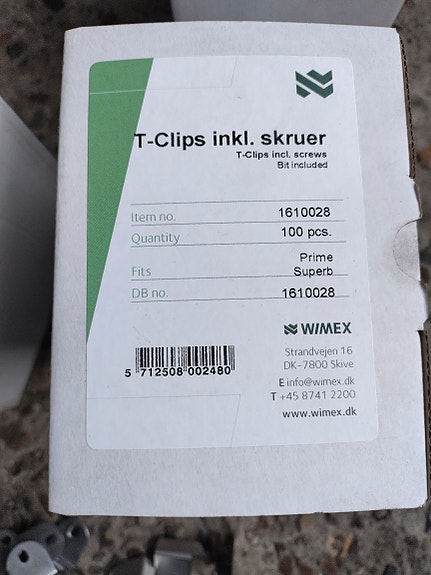 T-Clips inkl. skruer
T-Clips incl. screws
Bit included
Item no. 1610028
Quantity 100 pcs.
Prime
Fits Superb
DB no. 1610028
WIMEX
Strandvejen 16
DK-7800 Skive
E info@wimex.dk
T +45 8741 2200
www.wimex.dk
5 712508 002480